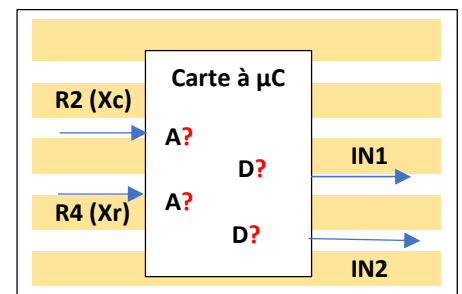 Carte à µC
R2 (Xc)
A?
IN1
D?
A?
R4 (Xr)
D?
IN2